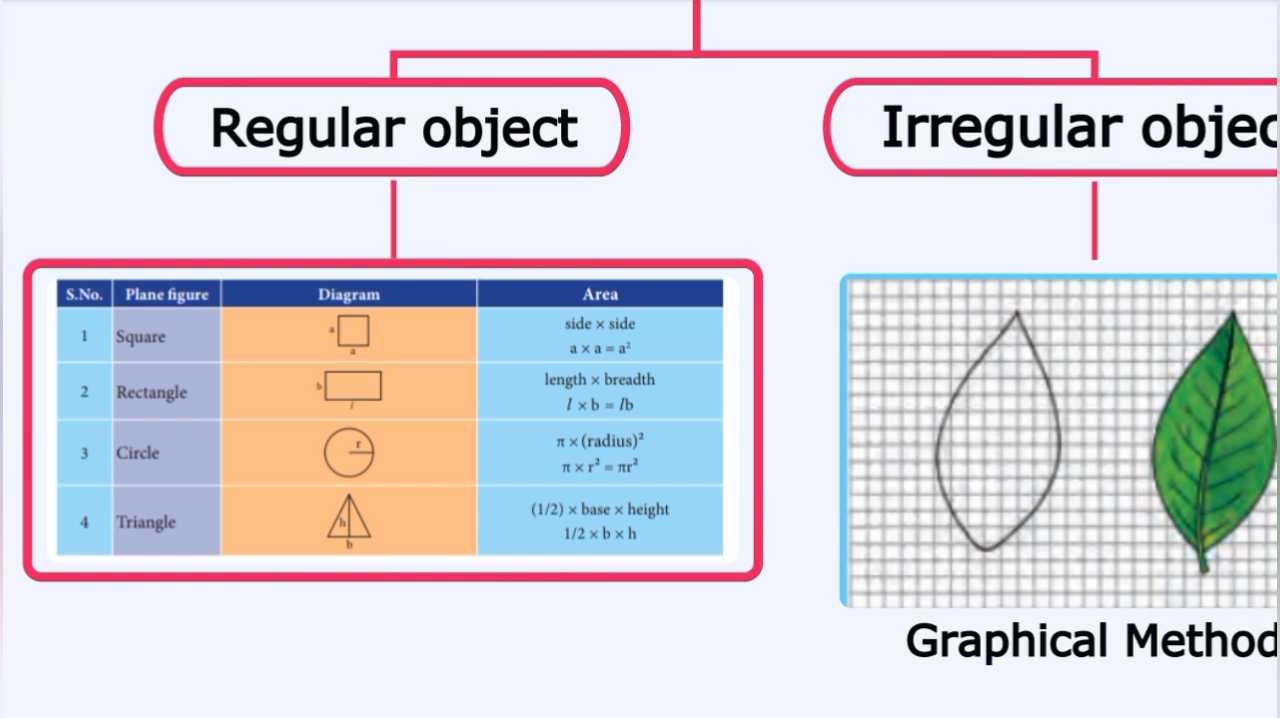 Regular object
Irregular objec
S.No. Plane figure Diagram Area
1 Square a a side × side
a × a = a²
2 Rectangle b l length × breadth
l × b = lb
3 Circle r π × (radius)²
π × r² = πr²
4 Triangle h b (1/2) × base × height
1/2 × b × h
Graphical Method